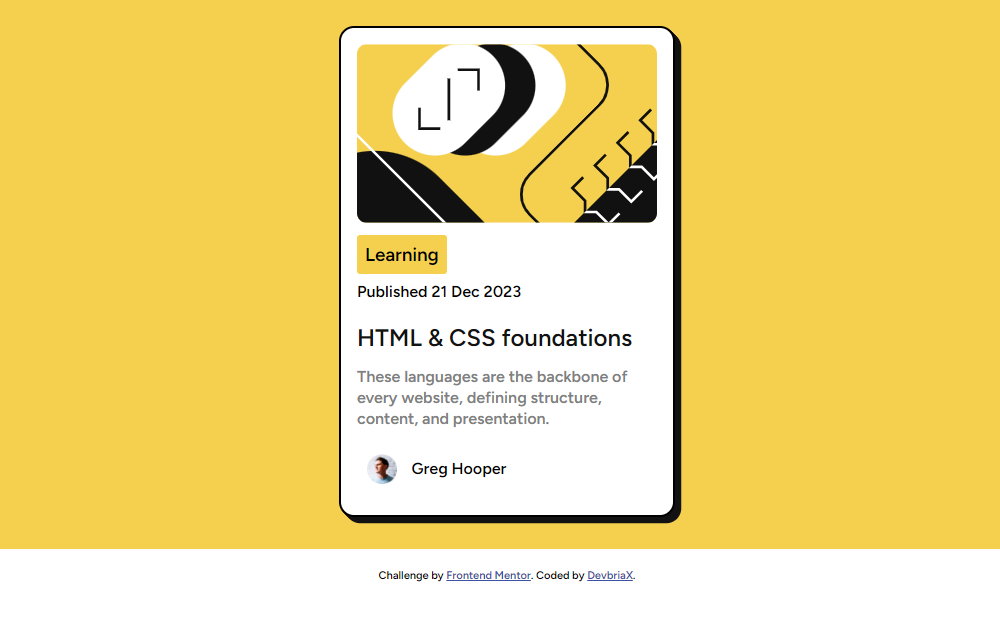 Learning
Published 21 Dec 2023
HTML & CSS foundations
These languages are the backbone of
every website, defining structure,
content, and presentation.
Greg Hooper
Challenge by Frontend Mentor. Coded by DevbriaX.